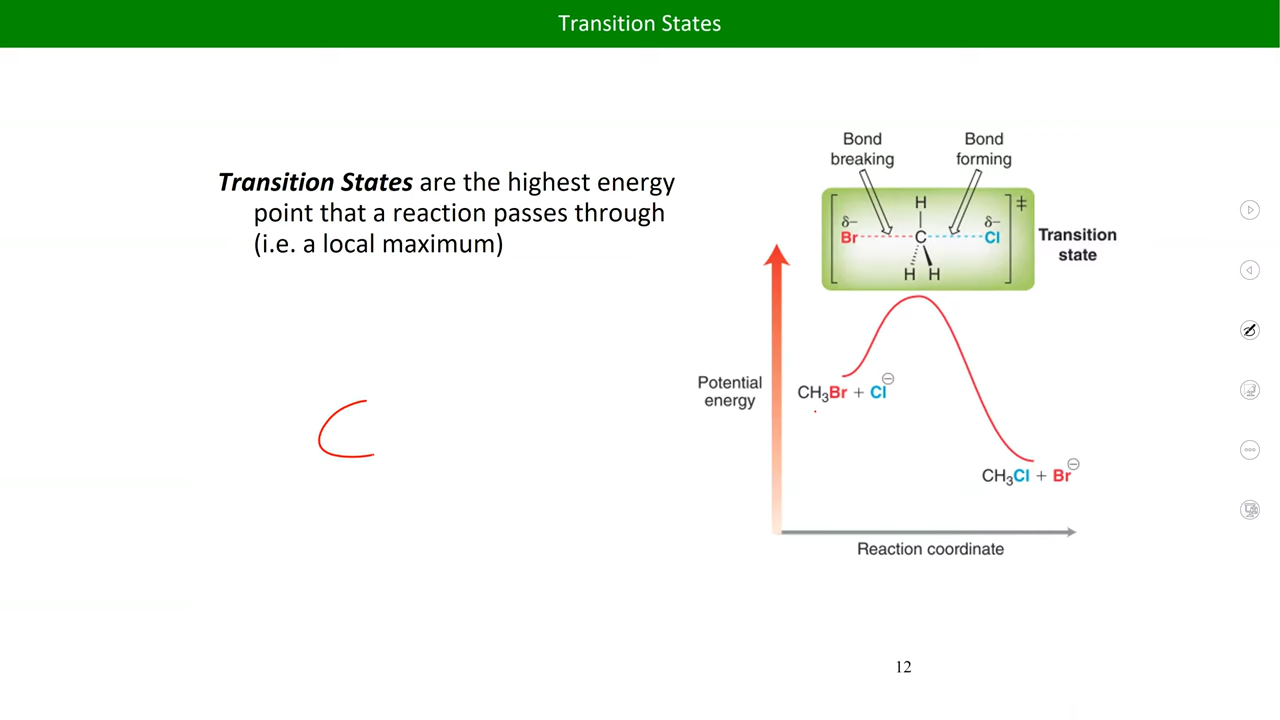 Transition States
Transition States are the highest energy
point that a reaction passes through
(i.e. a local maximum)
Bond
breaking
Bond
forming
H
δ− δ−
Br C Cl
H H
‡
Transition
state
Potential
energy
CH₃Br + Cl⊖
CH₃Cl + Br⊖
Reaction coordinate
C
12